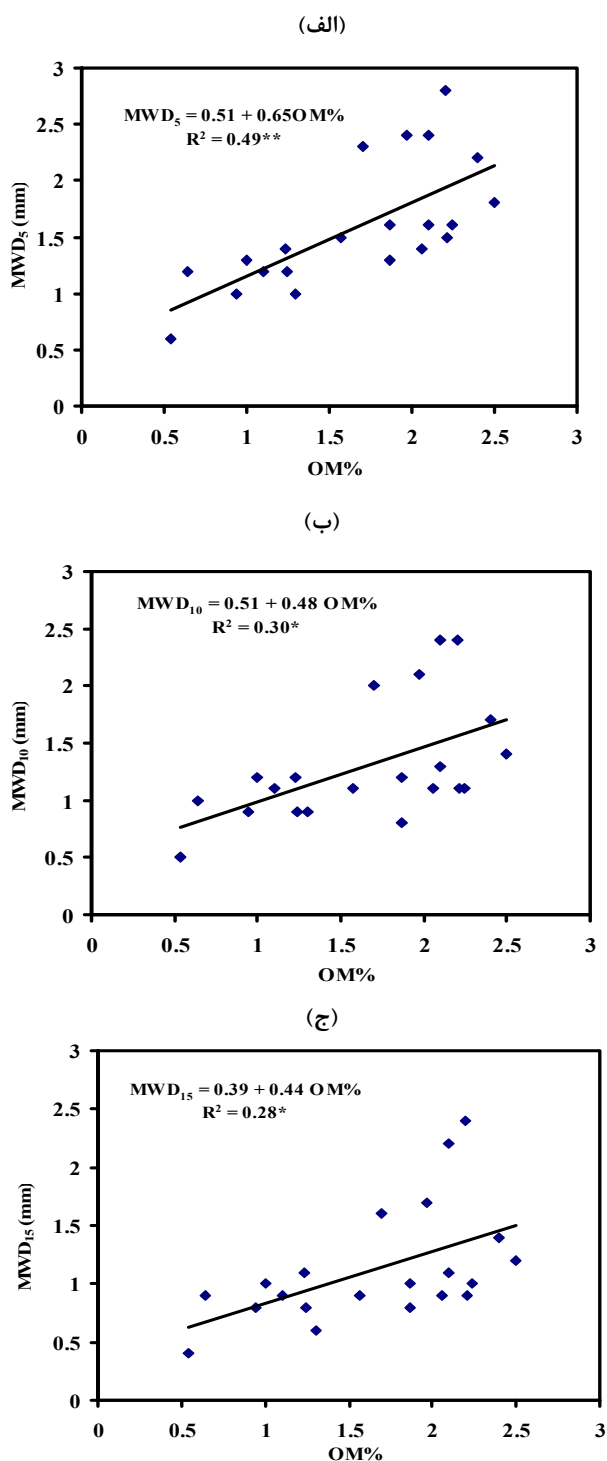 (الف)
3
2.5
2
1.5
1
0.5
0
MWD₅ = 0.51 + 0.65OM%
R² = 0.49**
MWD₅ (mm)
0 0.5 1 1.5 2 2.5 3
OM%
(ب)
3
2.5
2
1.5
1
0.5
0
MWD₁₀ = 0.51 + 0.48 OM%
R² = 0.30*
MWD₁₀ (mm)
0 0.5 1 1.5 2 2.5 3
OM%
(ج)
3
2.5
2
1.5
1
0.5
0
MWD₁₅ = 0.39 + 0.44 OM%
R² = 0.28*
MWD₁₅ (mm)
0 0.5 1 1.5 2 2.5 3
OM%